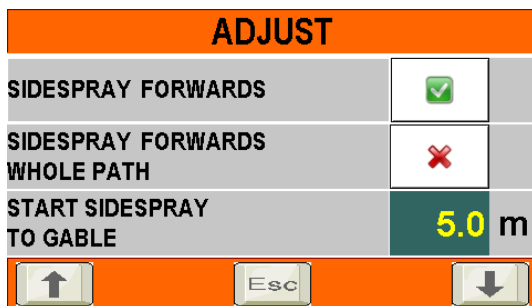 ADJUST
SIDESPRAY FORWARDS
SIDESPRAY FORWARDS
WHOLE PATH
START SIDESPRAY
TO GABLE
5.0 m
Esc